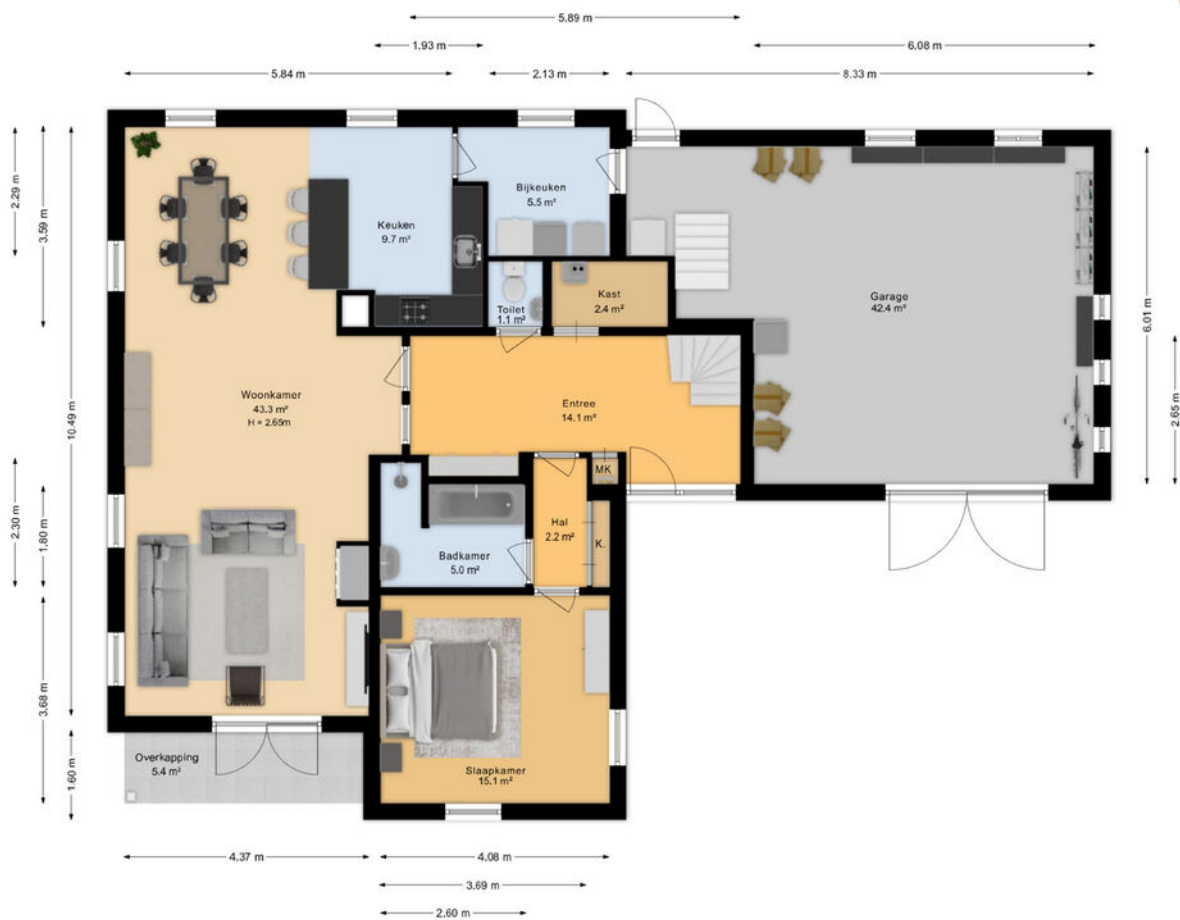 5.89 m
1.93 m
6.08 m
5.84 m
2.13 m
8.33 m
2.29 m
3.59 m
10.49 m
2.30 m
1.80 m
3.68 m
1.60 m
Bijkeuken
5.5 m²
Keuken
9.7 m²
Toilet
1.1 m²
Kast
2.4 m²
Garage
42.4 m²
6.01 m
2.65 m
Woonkamer
43.3 m²
H = 2.65m
Entree
14.1 m²
MK
Hal
2.2 m²
K.
Badkamer
5.0 m²
Overkapping
5.4 m²
Slaapkamer
15.1 m²
4.37 m
4.08 m
3.69 m
2.60 m